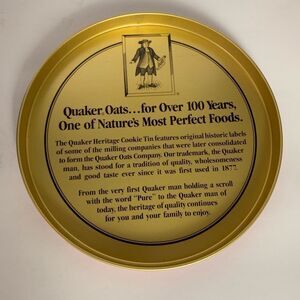 Quaker Oats...for Over 100 Years,
One of Nature's Most Perfect Foods.
The Quaker Heritage Cookie Tin features original historic labels
of some of the milling companies that were later consolidated
to form the Quaker Oats Company. Our trademark, the Quaker
man, has stood for a tradition of quality, wholesomeness
and good taste ever since it was first used in 1877.
From the very first Quaker man holding a scroll
with the word "Pure" to the Quaker man of
today, the heritage of quality continues
for you and your family to enjoy.